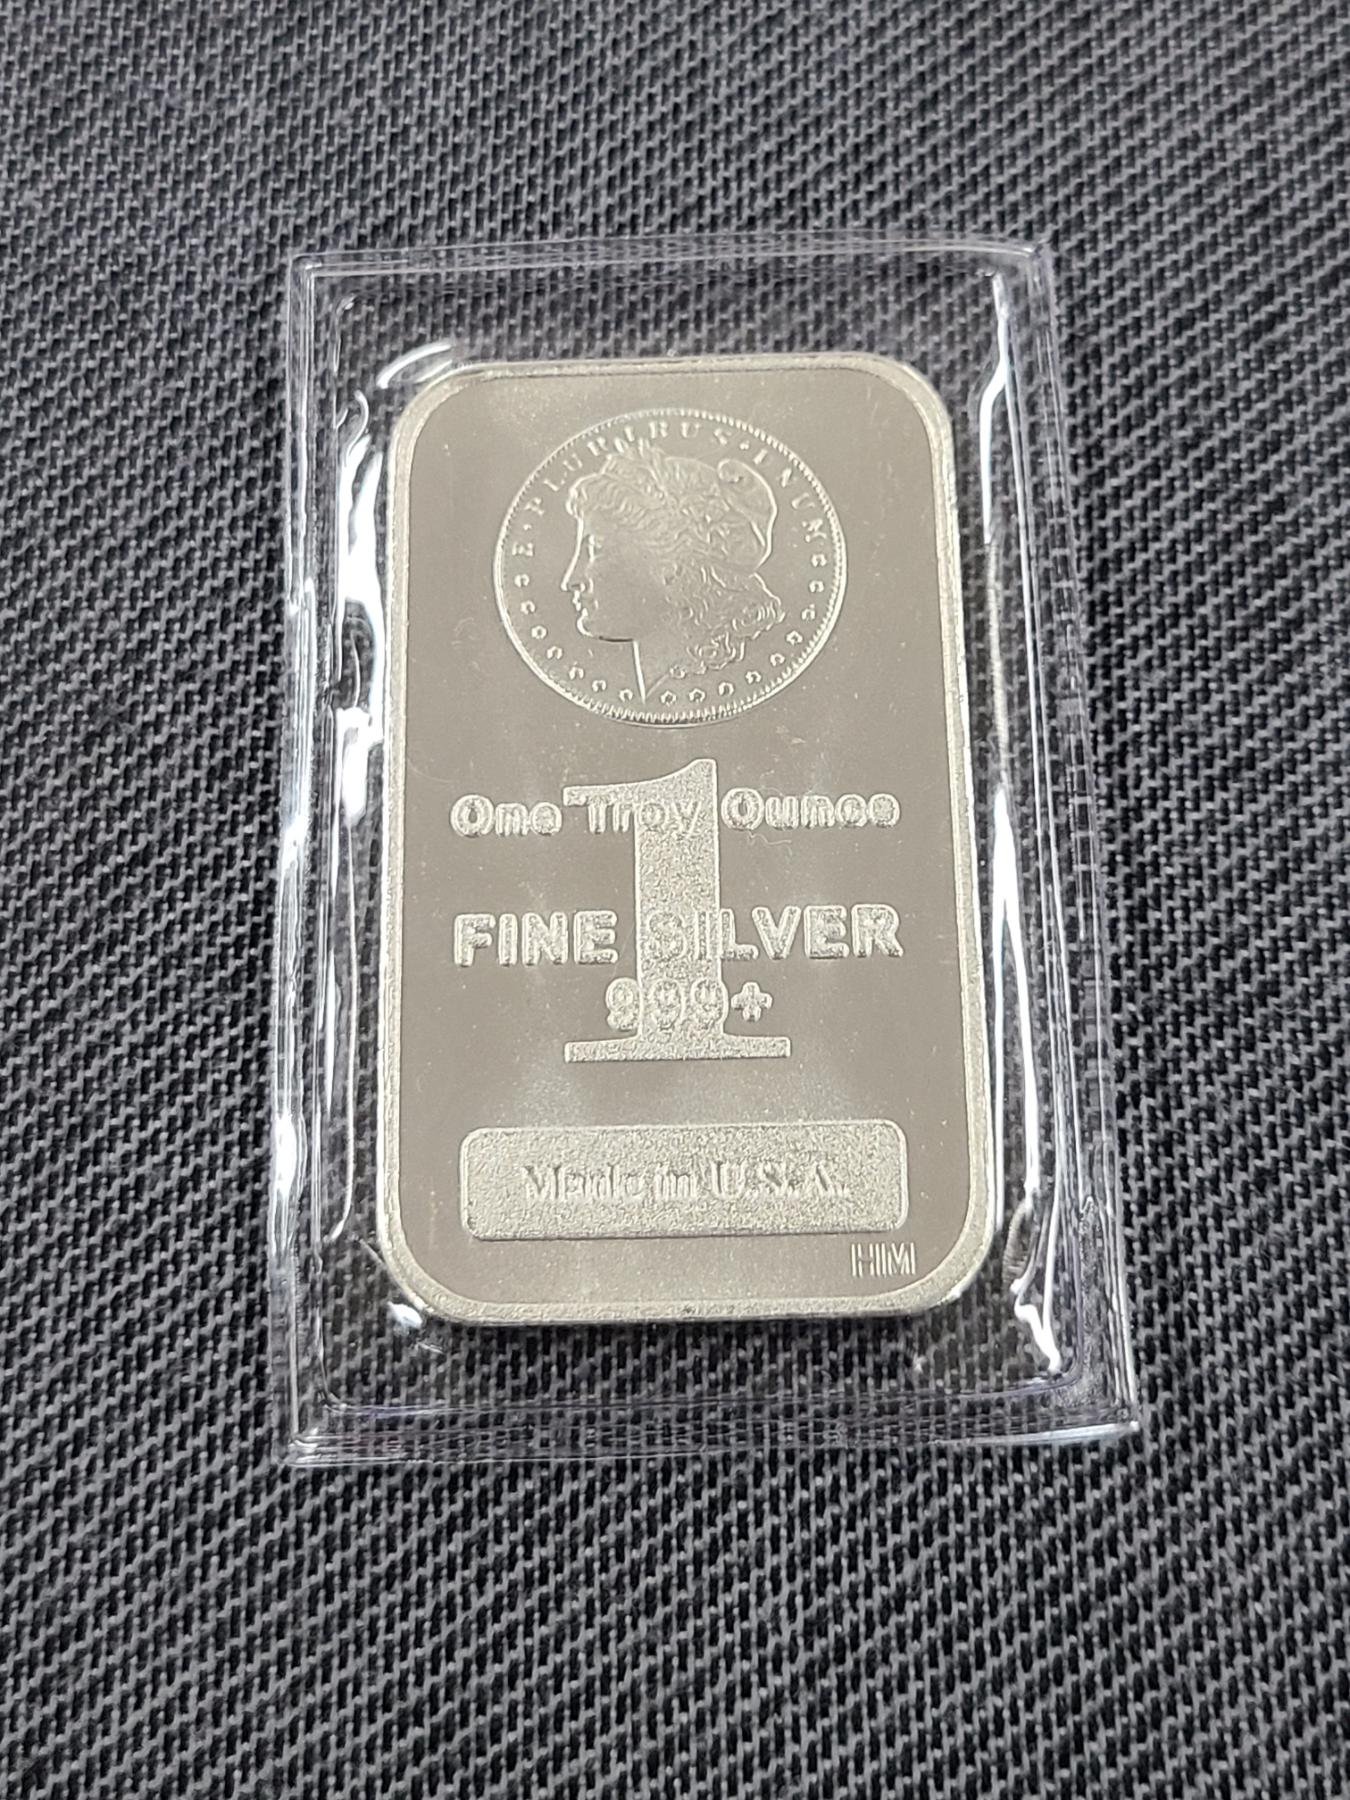 E·PLURIBUS·UNUM
One Troy Ounce
1
FINE SILVER
999+
Made in U.S.A.
HM